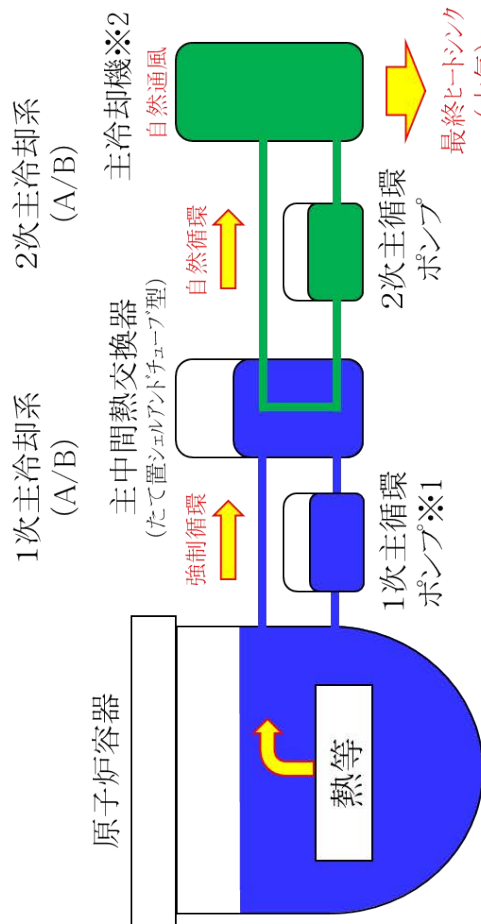 1次主冷却系
(A/B)
2次主冷却系
(A/B)
原子炉容器
主中間熱交換器
(たて置シェルアンドチューブ型)
主冷却機※2
自然通風
強制循環
自然循環
熱等
1次主循環
ポンプ※1
2次主循環
ポンプ
最終ヒートシンク